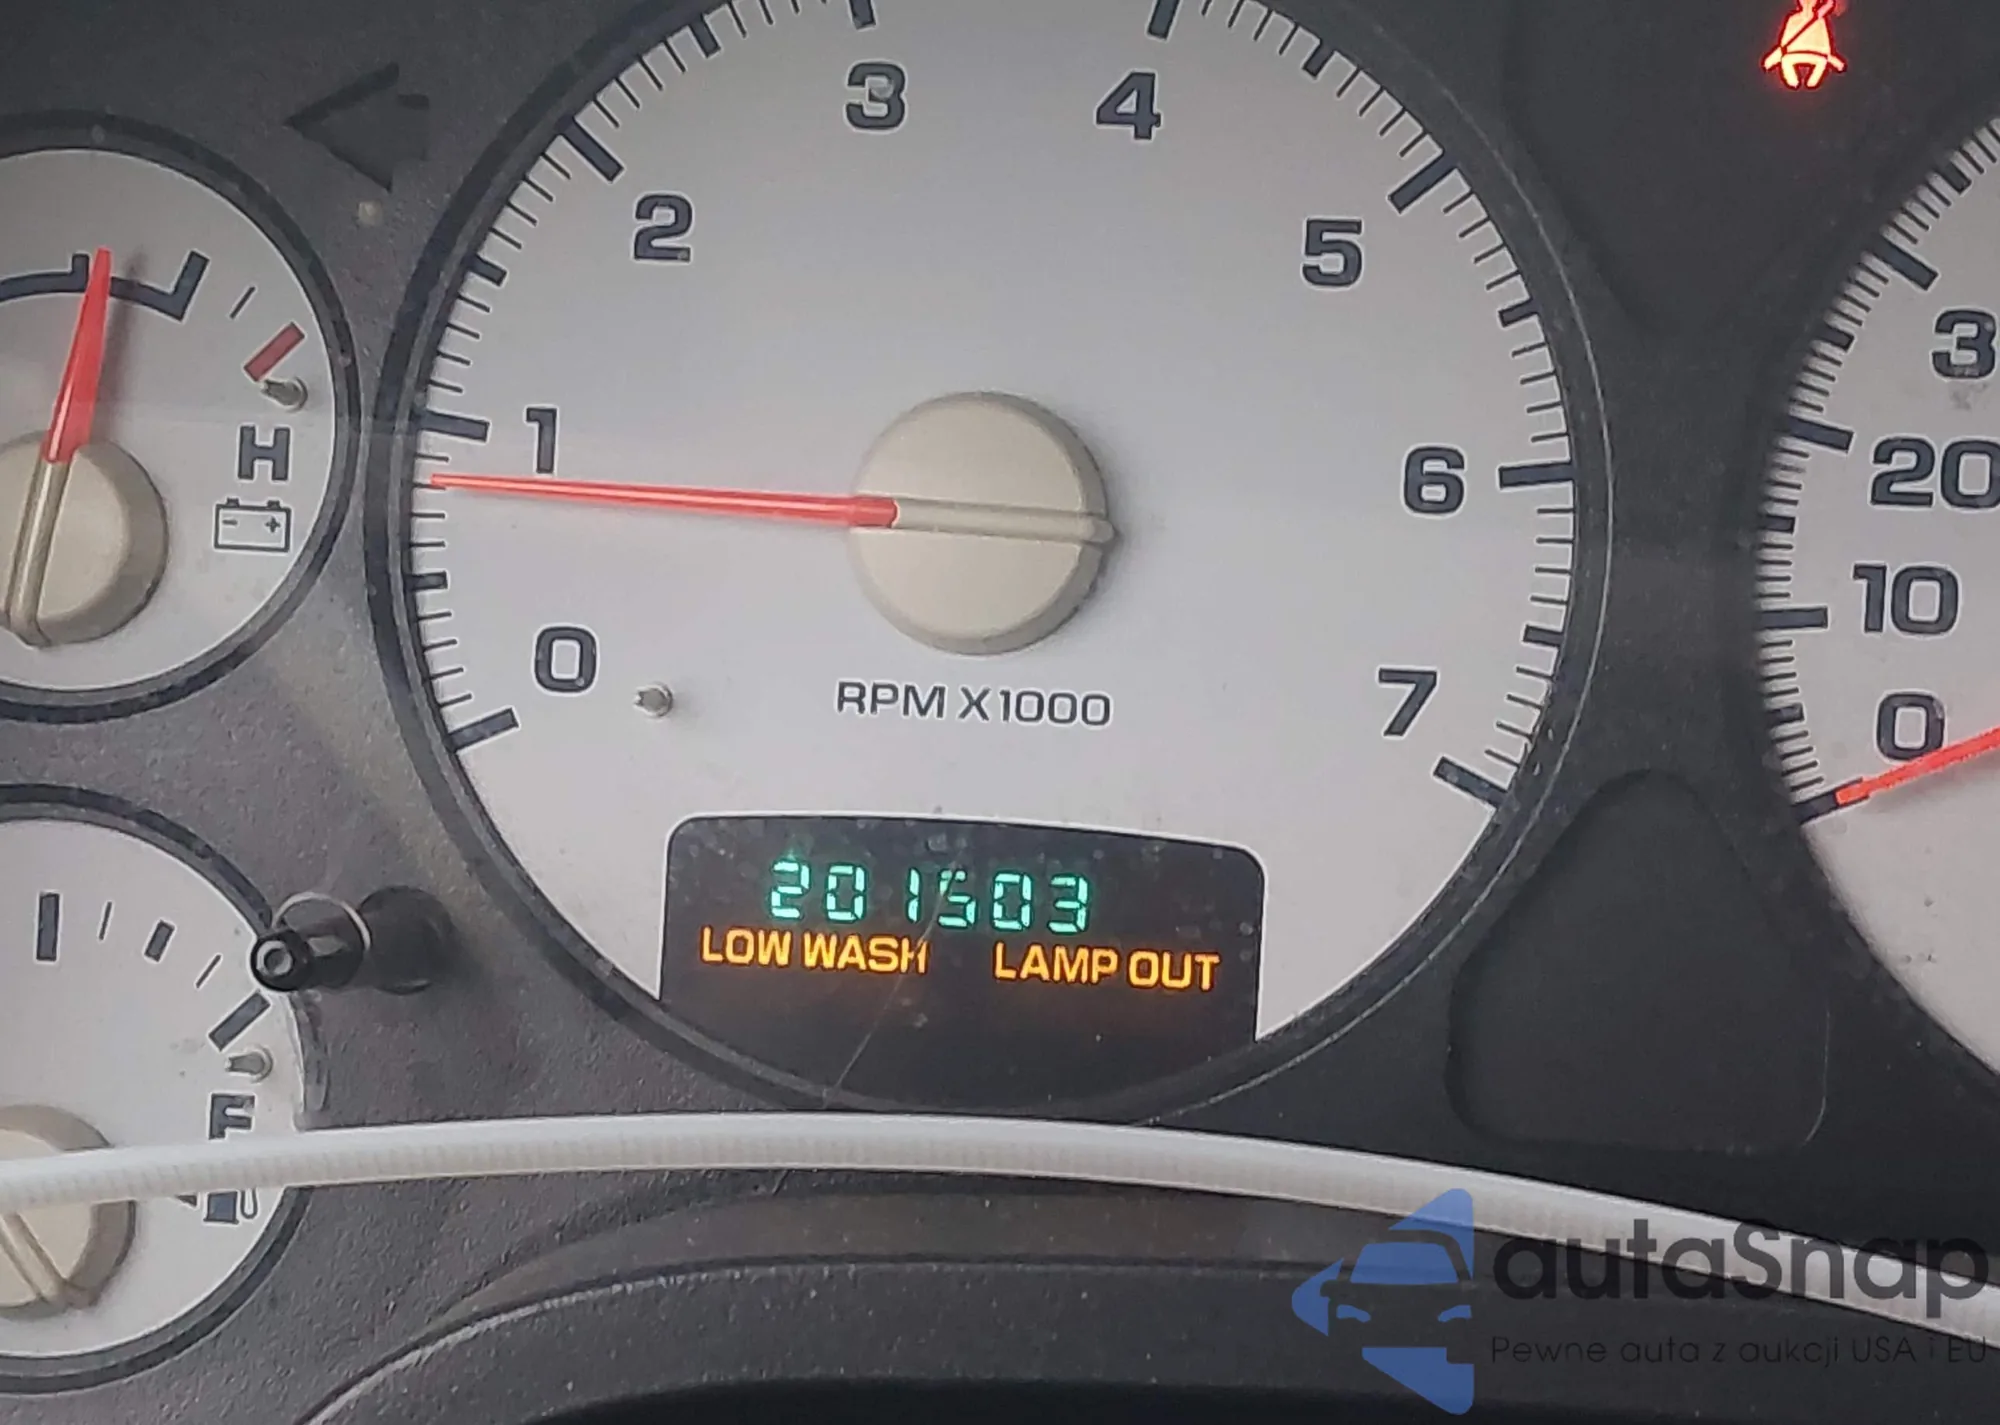 3
4
2
5
3
1
H
6
20
10
0
7
0
RPM X1000
201503
LOW WASH LAMP OUT
F
autaSnap
Pewne auta z aukcji USA i EU